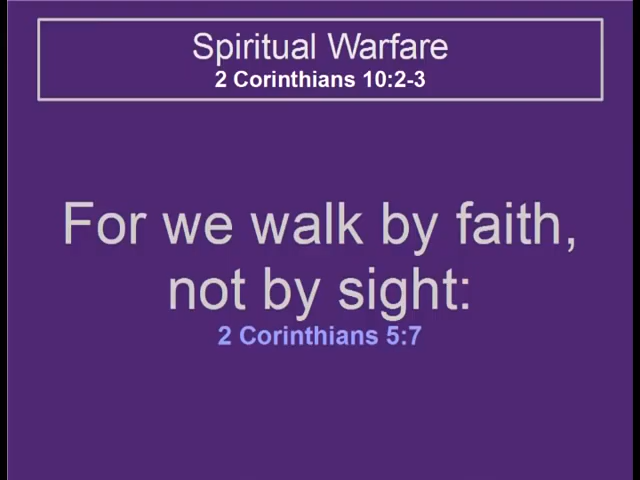 Spiritual Warfare
2 Corinthians 10:2-3
For we walk by faith,
not by sight:
2 Corinthians 5:7